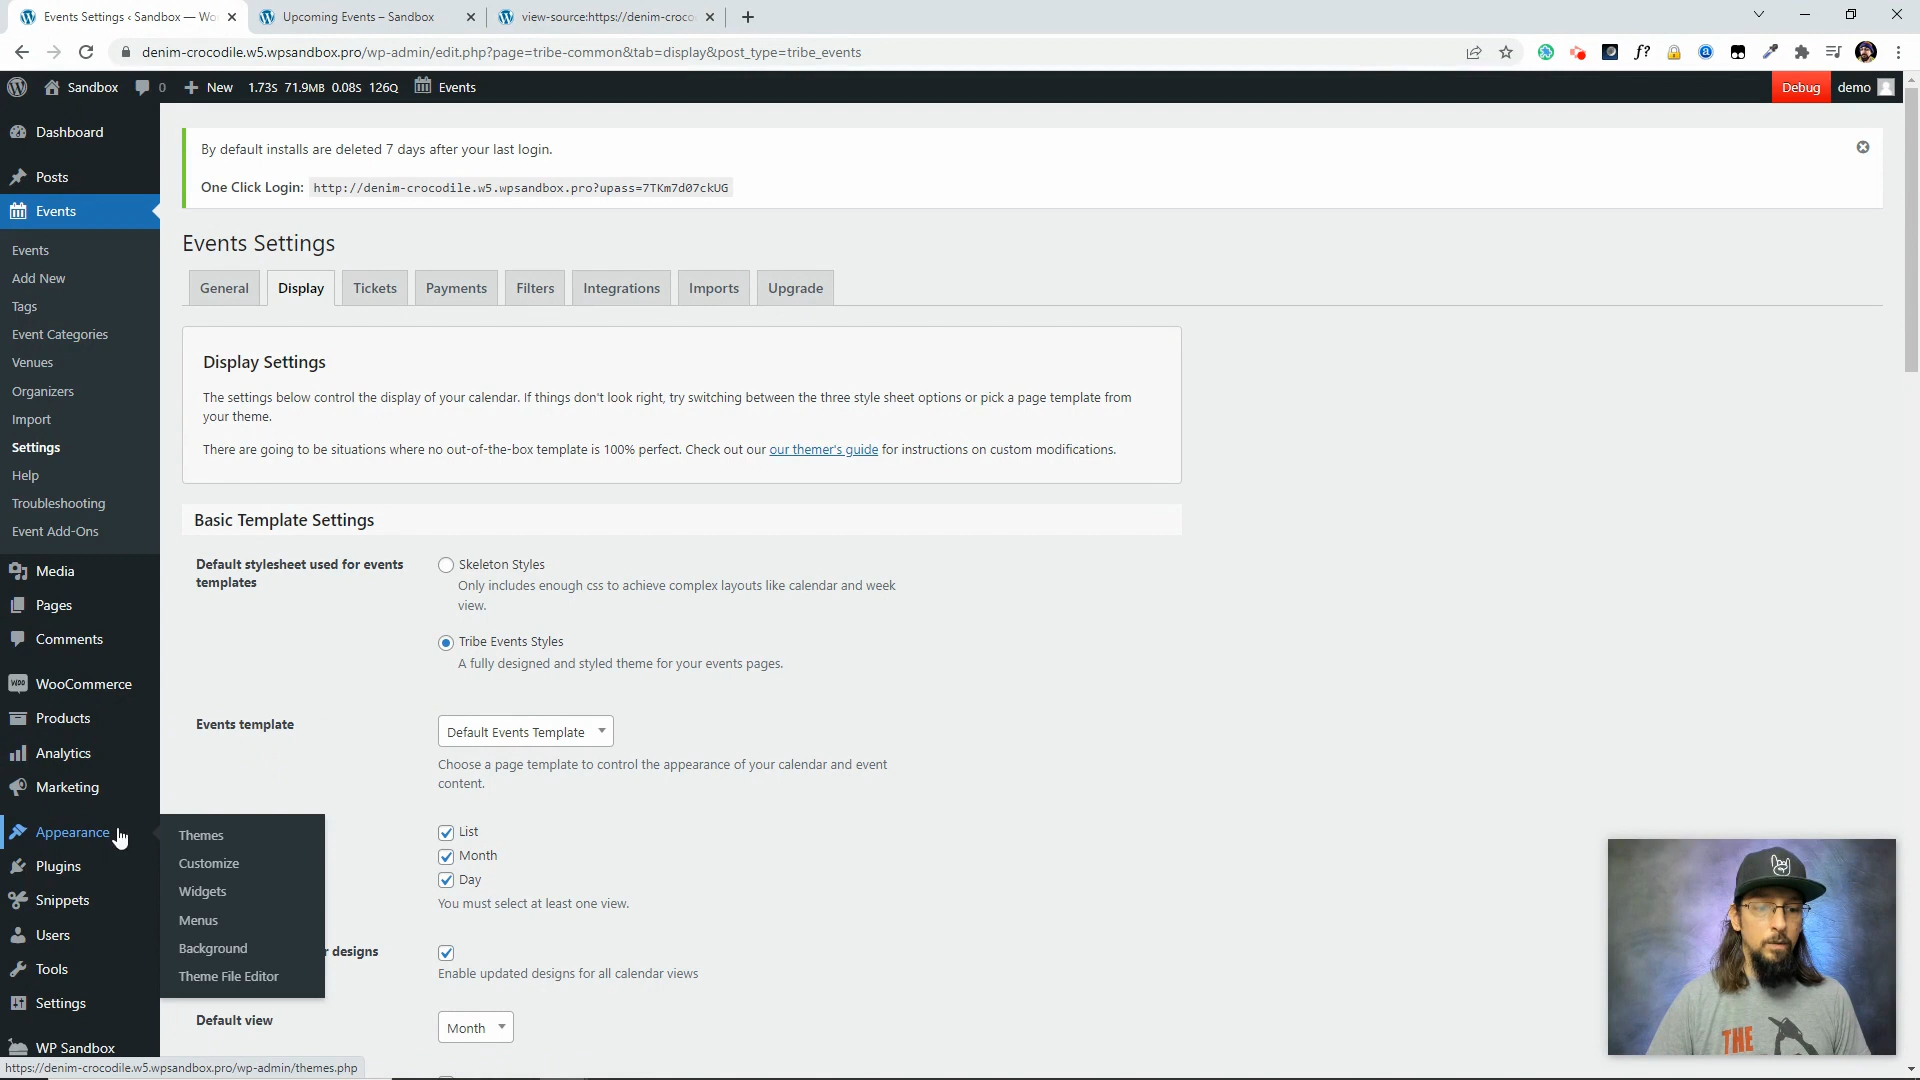 Events Settings ‹ Sandbox — Wo
Upcoming Events – Sandbox
view-source:https://denim-croco
denim-crocodile.w5.wpsandbox.pro/wp-admin/edit.php?page=tribe-common&tab=display&post_type=tribe_events
Sandbox
0
New
1.73S 71.9MB 0.08S 126Q
Events
Debug
demo
Dashboard
Posts
Events
Events
Add New
Tags
Event Categories
Venues
Organizers
Import
Settings
Help
Troubleshooting
Event Add-Ons
Media
Pages
Comments
WooCommerce
Products
Analytics
Marketing
Appearance
Plugins
Snippets
Users
Tools
Settings
WP Sandbox
Themes
Customize
Widgets
Menus
Background
Theme File Editor
By default installs are deleted 7 days after your last login.
One Click Login: http://denim-crocodile.w5.wpsandbox.pro?upass=7TKm7d07ckUG
Events Settings
General
Display
Tickets
Payments
Filters
Integrations
Imports
Upgrade
Display Settings
The settings below control the display of your calendar. If things don't look right, try switching between the three style sheet options or pick a page template from
your theme.
There are going to be situations where no out-of-the-box template is 100% perfect. Check out our our themer's guide for instructions on custom modifications.
Basic Template Settings
Default stylesheet used for events
templates
Skeleton Styles
Only includes enough css to achieve complex layouts like calendar and week
view.
Tribe Events Styles
A fully designed and styled theme for your events pages.
Events template
Default Events Template
Choose a page template to control the appearance of your calendar and event
content.
List
Month
Day
You must select at least one view.
r designs
Enable updated designs for all calendar views
Default view
Month
https://denim-crocodile.w5.wpsandbox.pro/wp-admin/themes.php
THE